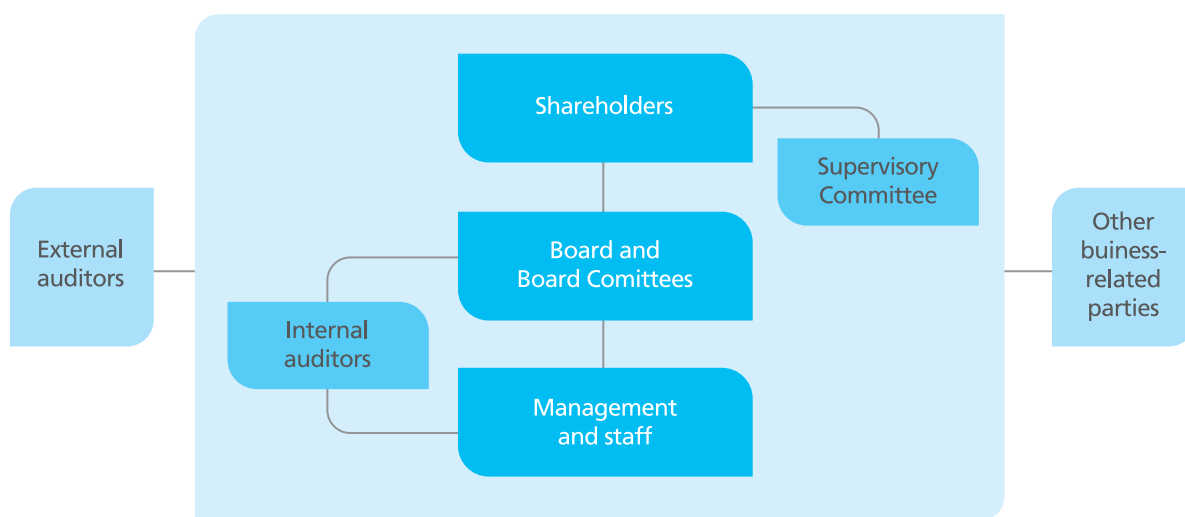 Shareholders
Supervisory
Committee
External
auditors
Board and
Board Comittees
Other
buiness-
related
parties
Internal
auditors
Management
and staff